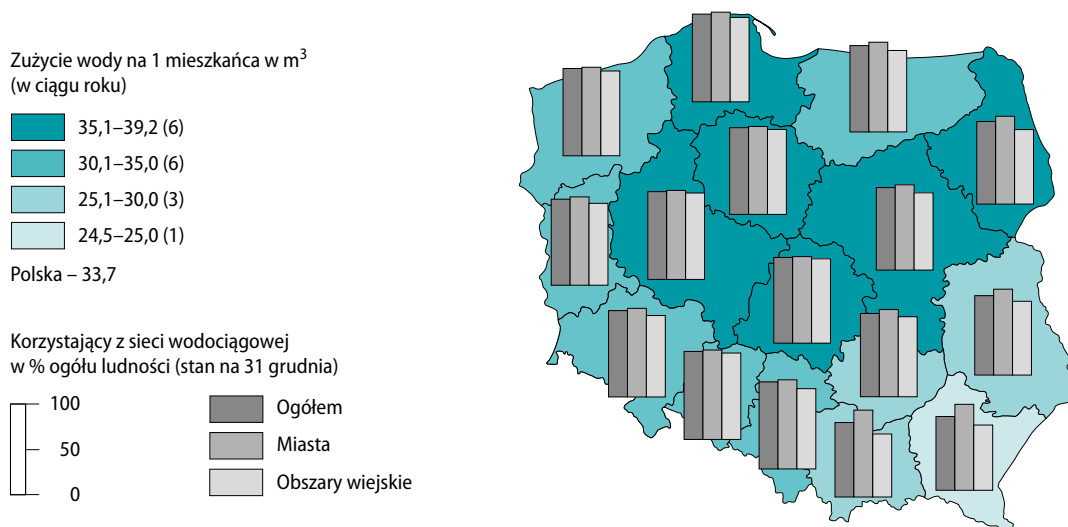 Zużycie wody na 1 mieszkańca w m³
(w ciągu roku)
35,1–39,2 (6)
30,1–35,0 (6)
25,1–30,0 (3)
24,5–25,0 (1)
Polska – 33,7
Korzystający z sieci wodociągowej
w % ogółu ludności (stan na 31 grudnia)
100
50
0
Ogółem
Miasta
Obszary wiejskie